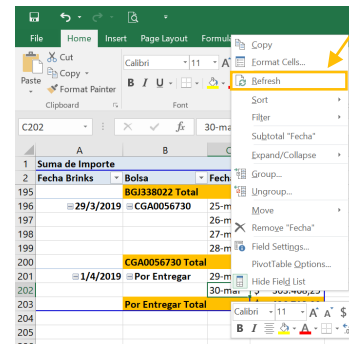 File Home Insert Page Layout Formul
Cut
Copy
Format Painter
Paste
Clipboard
Calibri 11 A
B I U
Font
C202 fx 30-ma
A B C
1 Suma de Importe
2 Fecha Brinks Bolsa Fech
195 BGJ338022 Total
196 29/3/2019 CGA0056730 25-m
197 26-m
198 27-m
199 28-m
200 CGA0056730 Total
201 1/4/2019 Por Entregar 29-m
202 30-mar $
203 Por Entregar Total
204
205
Copy
Format Cells...
Refresh
Sort
Filter
Subtotal "Fecha"
Expand/Collapse
Group...
Ungroup...
Move
Remove "Fecha"
Field Settings...
PivotTable Options...
Hide Field List
Calibri 11 A A $
B I A